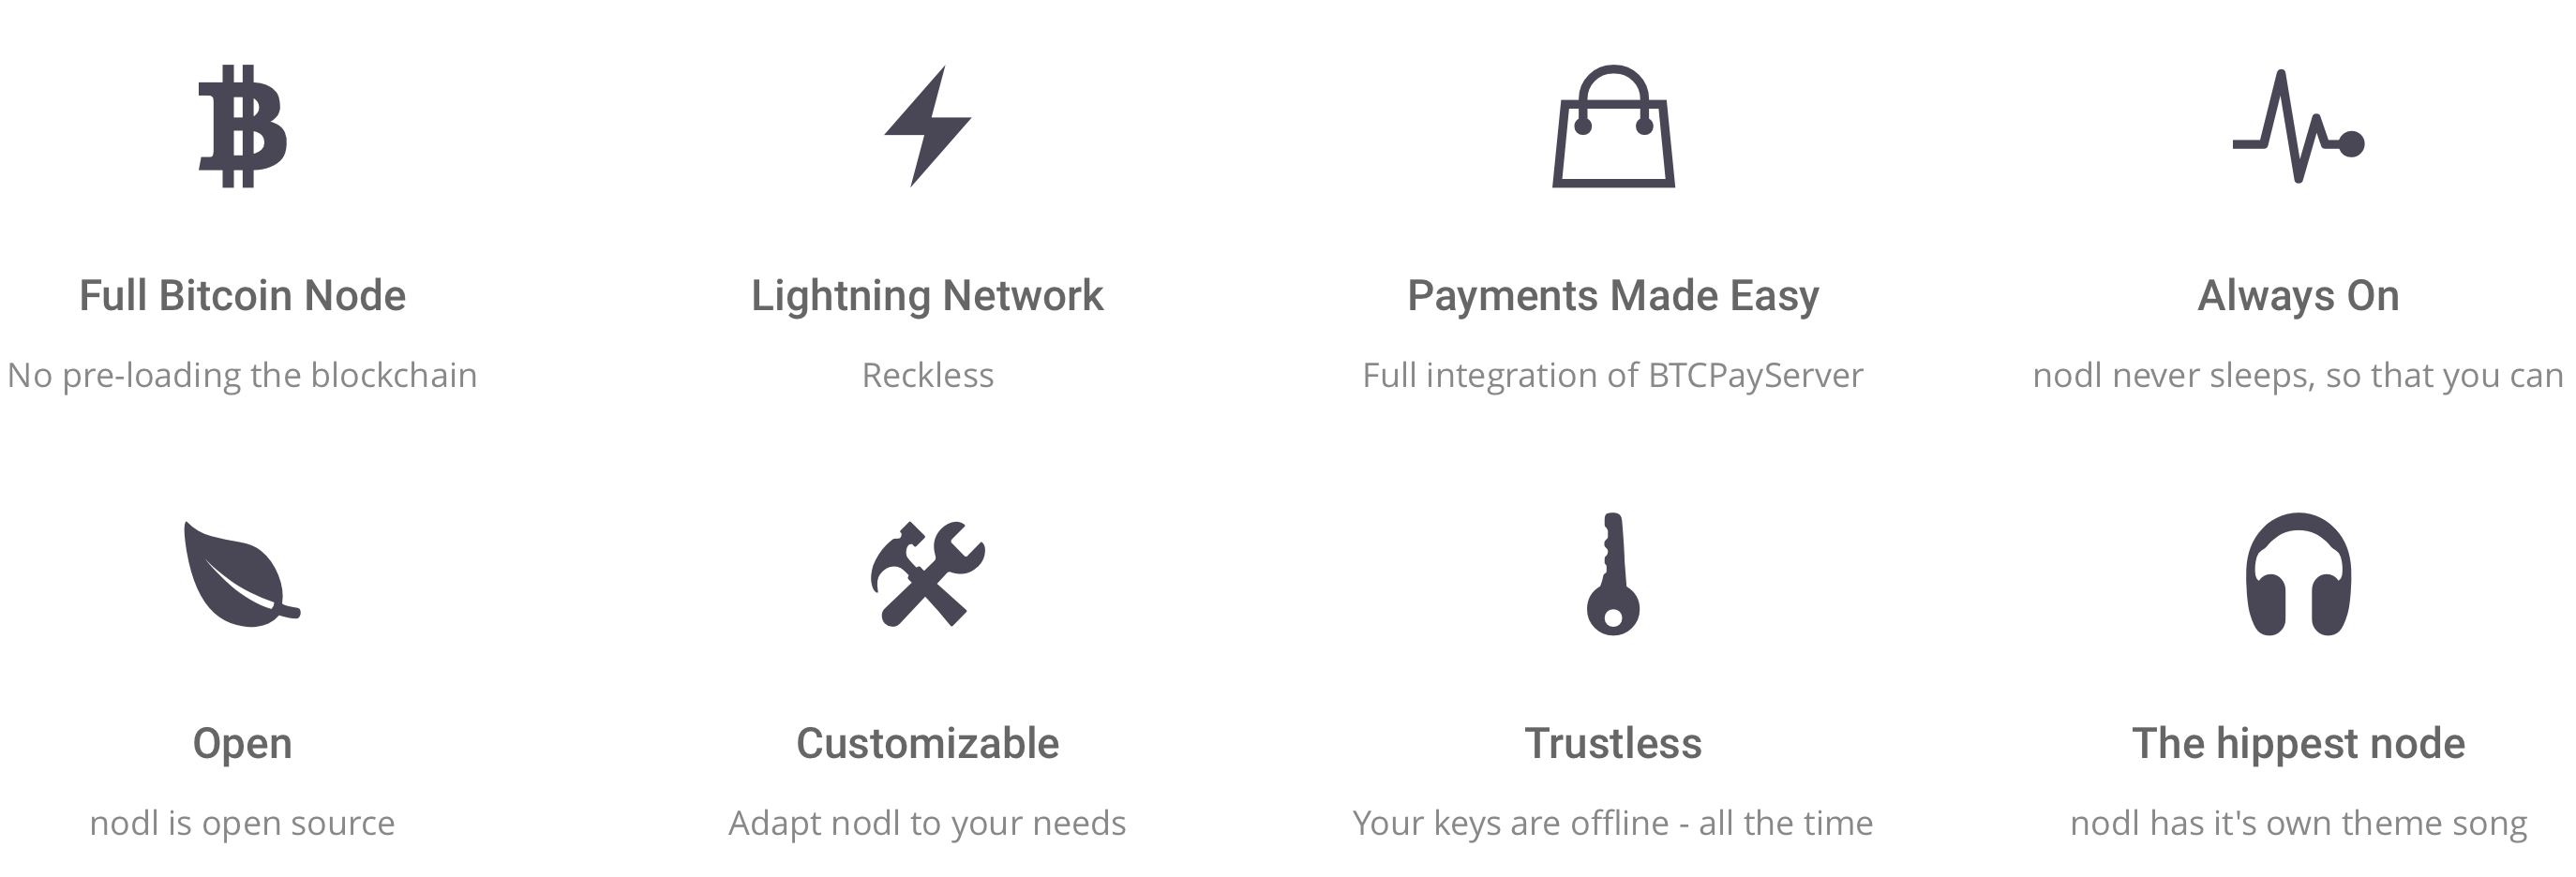 Full Bitcoin Node
No pre-loading the blockchain
Lightning Network
Reckless
Payments Made Easy
Full integration of BTCPayServer
Always On
nodl never sleeps, so that you can
Open
nodl is open source
Customizable
Adapt nodl to your needs
Trustless
Your keys are offline - all the time
The hippest node
nodl has it's own theme song